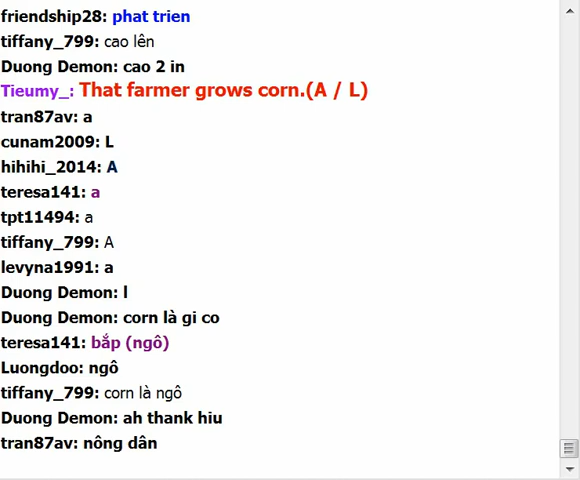 friendship28: phat trien
tiffany_799: cao lên
Duong Demon: cao 2 in
Tieumy_: That farmer grows corn.(A / L)
tran87av: a
cunam2009: L
hihihi_2014: A
teresa141: a
tpt11494: a
tiffany_799: A
levyna1991: a
Duong Demon: l
Duong Demon: corn là gi co
teresa141: bắp (ngô)
Luongdoo: ngô
tiffany_799: corn là ngô
Duong Demon: ah thank hiu
tran87av: nông dân